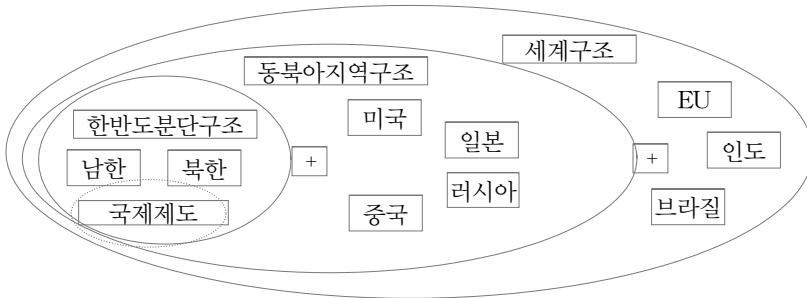 세계구조
동북아지역구조
EU
미국
한반도분단구조
일본
인도
남한
북한
+
+
러시아
국제제도
중국
브라질